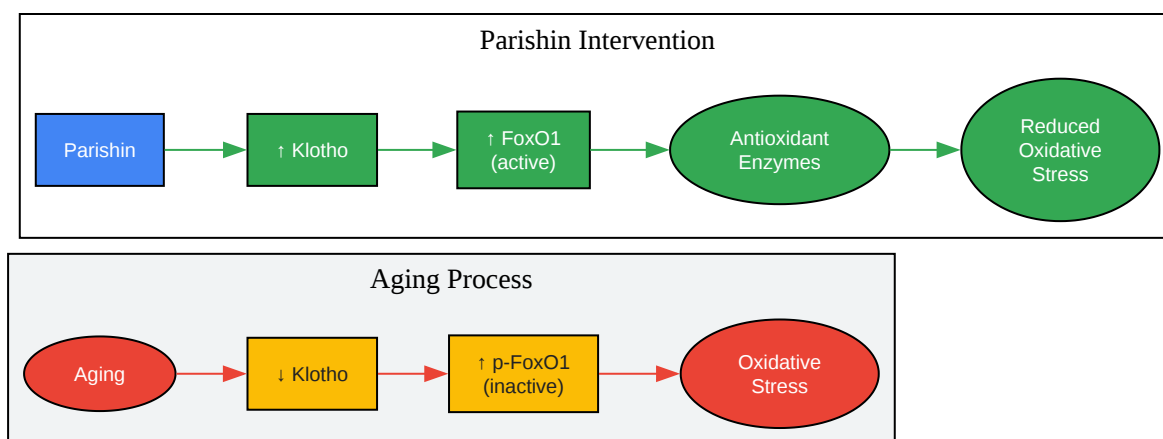 Parishin Intervention
Parishin
↑ Klotho
↑ FoxO1
(active)
Antioxidant
Enzymes
Reduced
Oxidative
Stress
Aging Process
Aging
↓ Klotho
↑ p-FoxO1
(inactive)
Oxidative
Stress